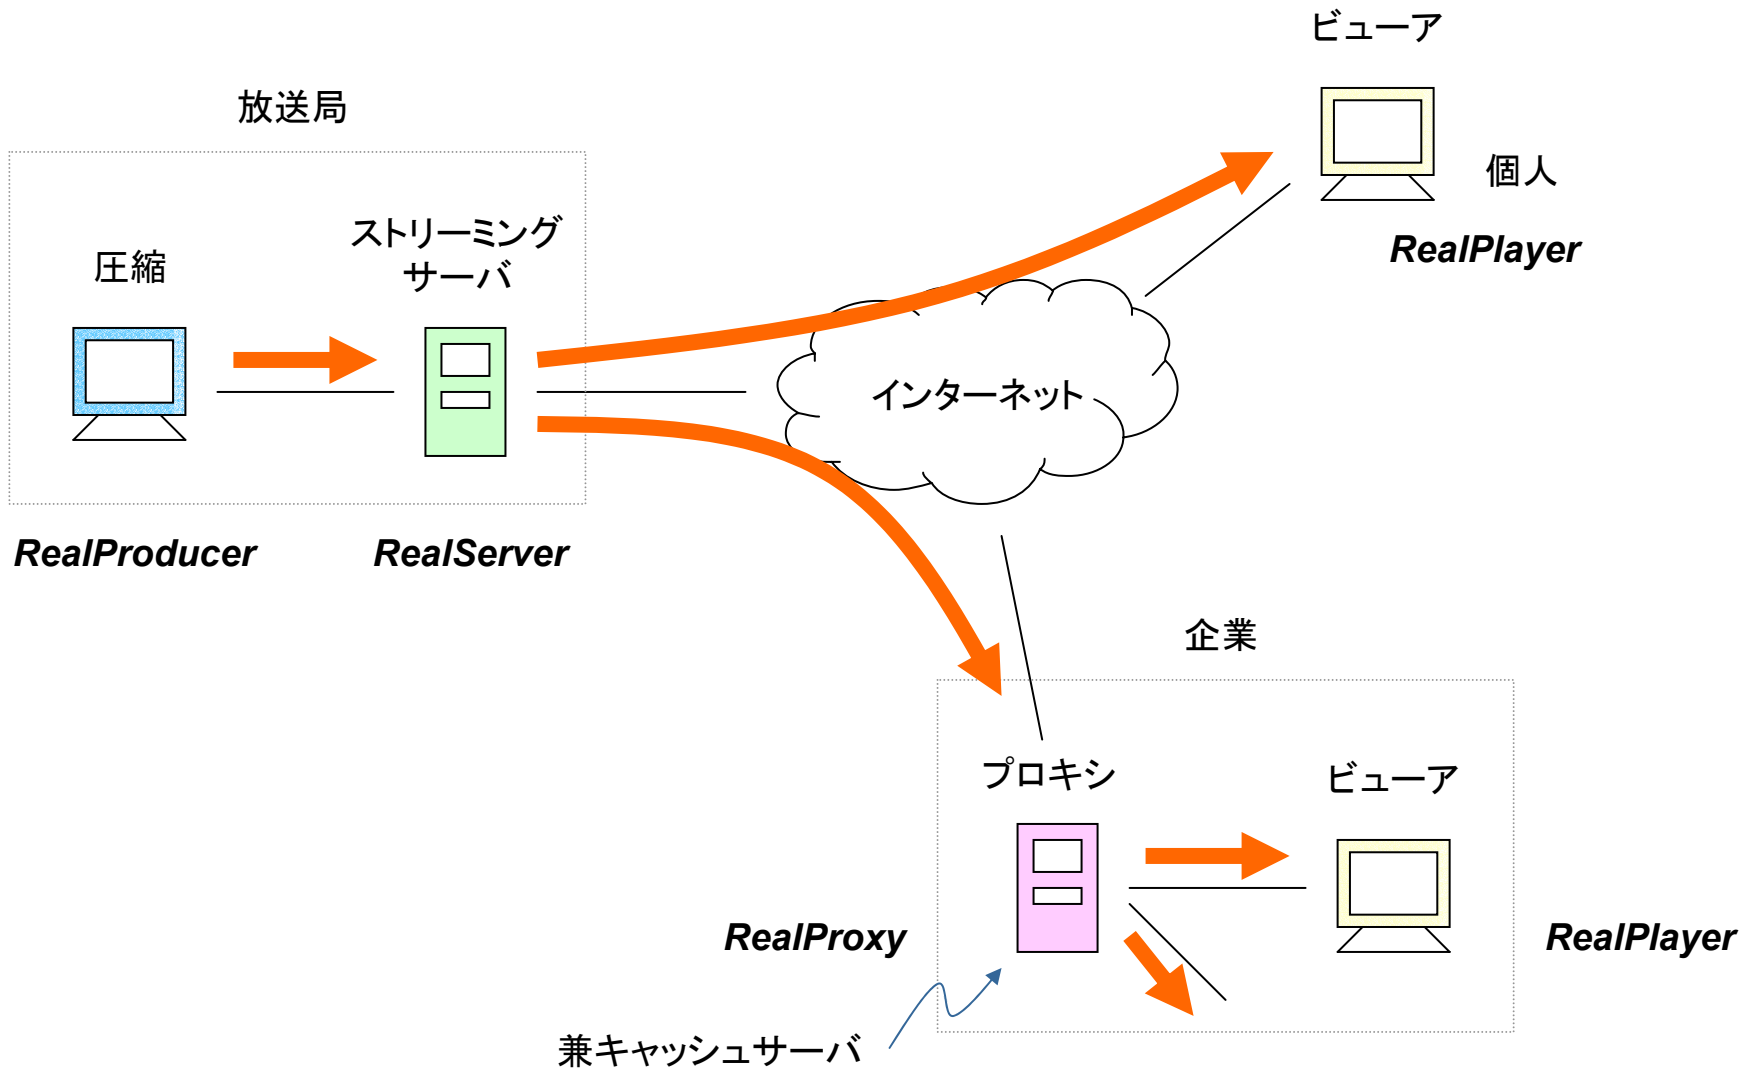 ビューア
放送局
個人
ストリーミング
サーバ
圧縮
RealPlayer
インターネット
RealProducer
RealServer
企業
プロキシ
ビューア
RealProxy
RealPlayer
兼キャッシュサーバ